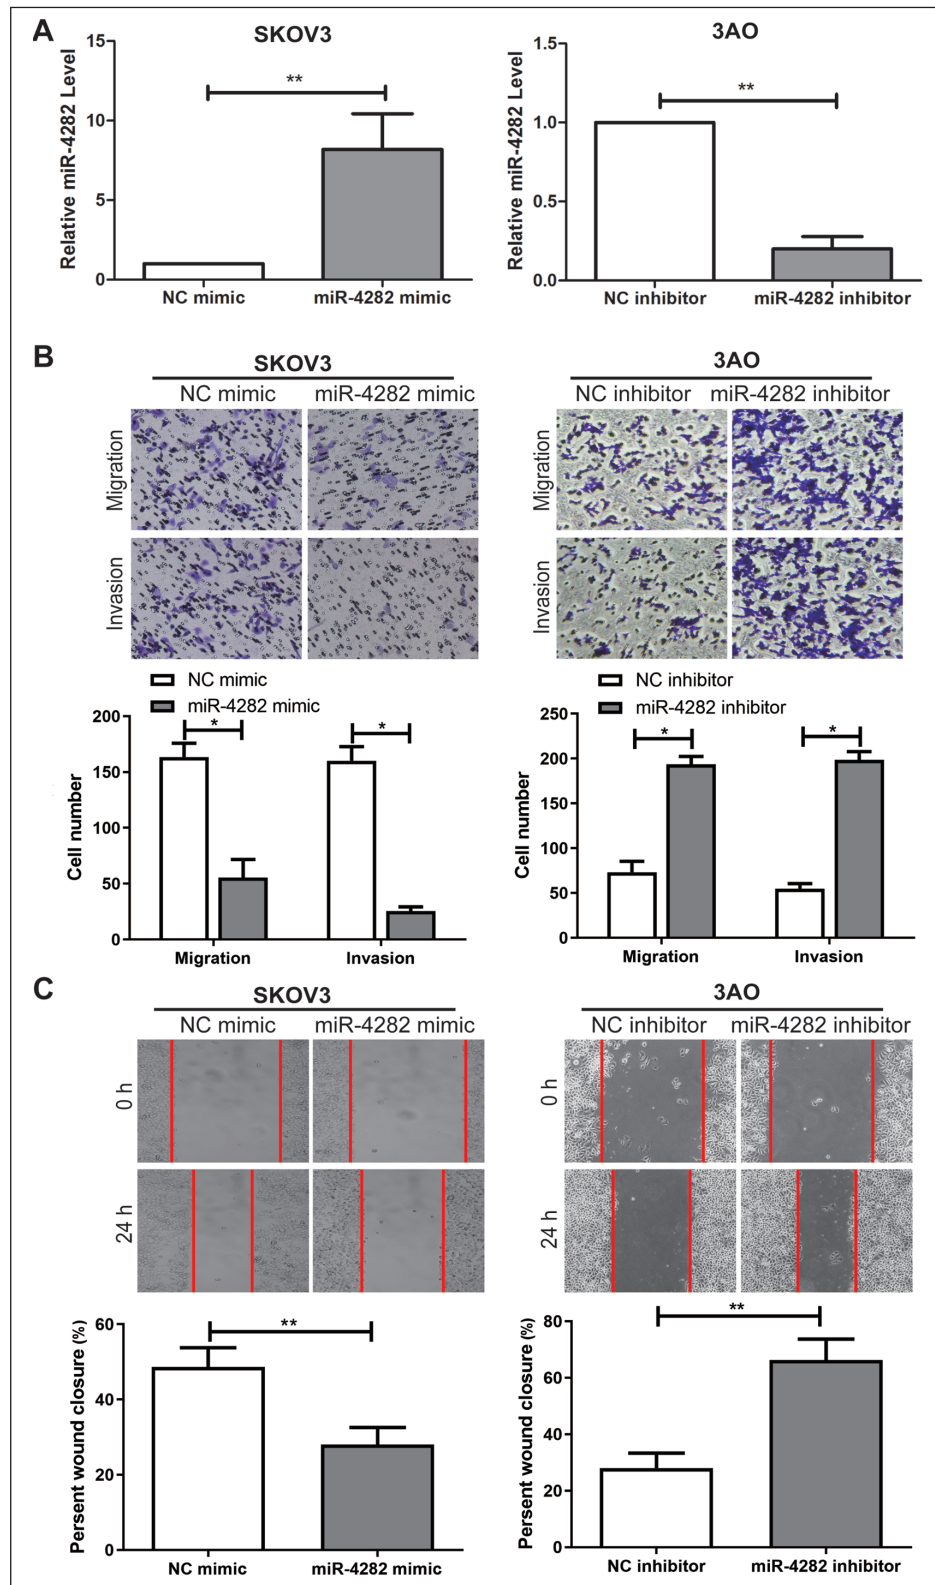 A
SKOV3
Relative miR-4282 Level
15
10
5
0
**
NC mimic
miR-4282 mimic
3AO
Relative miR-4282 Level
1.5
1.0
0.5
0.0
**
NC inhibitor
miR-4282 inhibitor
B
SKOV3
NC mimic
miR-4282 mimic
Migration
Invasion
3AO
NC inhibitor
miR-4282 inhibitor
Migration
Invasion
NC mimic
miR-4282 mimic
Cell number
200
150
100
50
0
*
*
Migration
Invasion
NC inhibitor
miR-4282 inhibitor
Cell number
250
200
150
100
50
0
*
*
Migration
Invasion
C
SKOV3
NC mimic
miR-4282 mimic
0 h
24 h
3AO
NC inhibitor
miR-4282 inhibitor
0 h
24 h
Persent wound closure (%)
60
40
20
0
**
NC mimic
miR-4282 mimic
Persent wound closure (%)
80
60
40
20
0
**
NC inhibitor
miR-4282 inhibitor